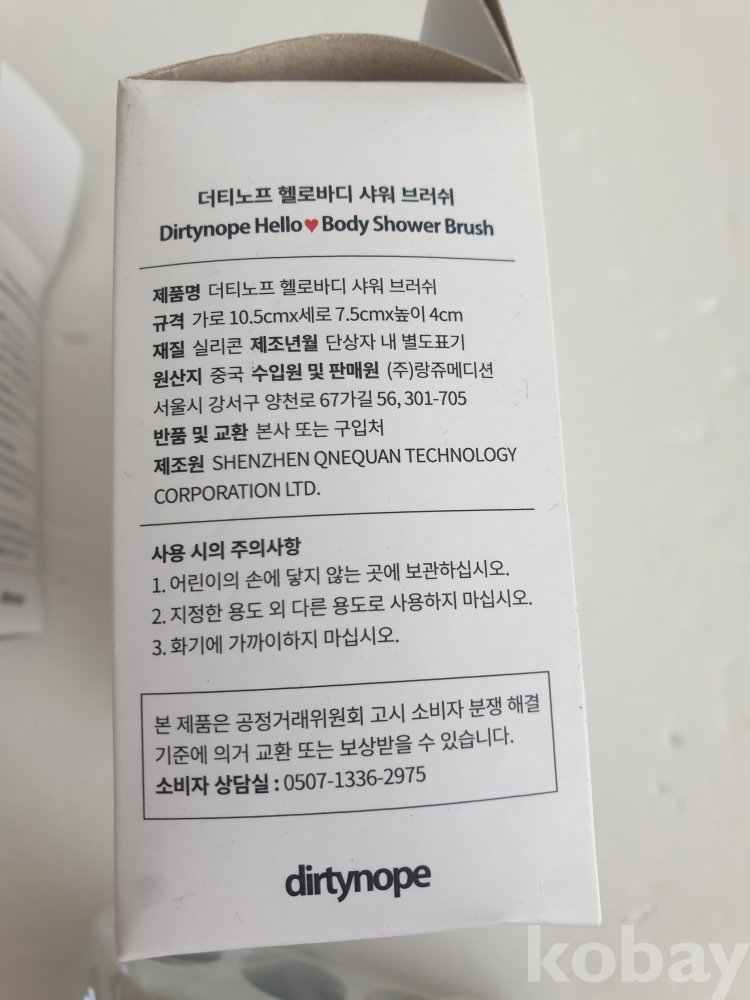 더티노프 헬로바디 샤워 브러쉬
Dirtynope Hello♥Body Shower Brush
제품명 더티노프 헬로바디 샤워 브러쉬
규격 가로 10.5cmx세로 7.5cmx높이 4cm
재질 실리콘 제조년월 단상자 내 별도표기
원산지 중국 수입원 및 판매원 (주)랑쥬메디션
서울시 강서구 양천로 67가길 56, 301-705
반품 및 교환 본사 또는 구입처
제조원 SHENZHEN QNEQUAN TECHNOLOGY
CORPORATION LTD.
사용 시의 주의사항
1. 어린이의 손에 닿지 않는 곳에 보관하십시오.
2. 지정한 용도 외 다른 용도로 사용하지 마십시오.
3. 화기에 가까이하지 마십시오.
본 제품은 공정거래위원회 고시 소비자 분쟁 해결
기준에 의거 교환 또는 보상받을 수 있습니다.
소비자 상담실 : 0507-1336-2975
dirtynope
kobay